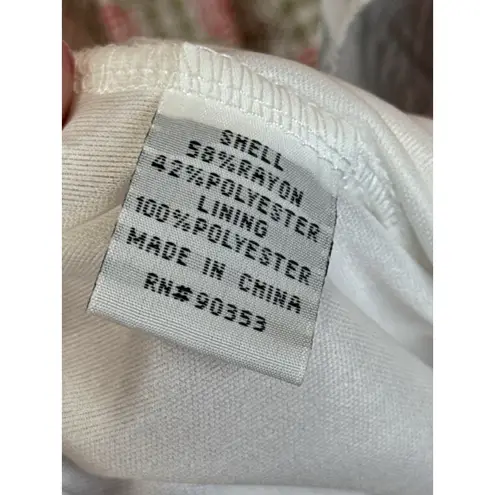 SHELL
58%RAYON
42%POLYESTER
LINING
100%POLYESTER
MADE IN CHINA
RN#90353